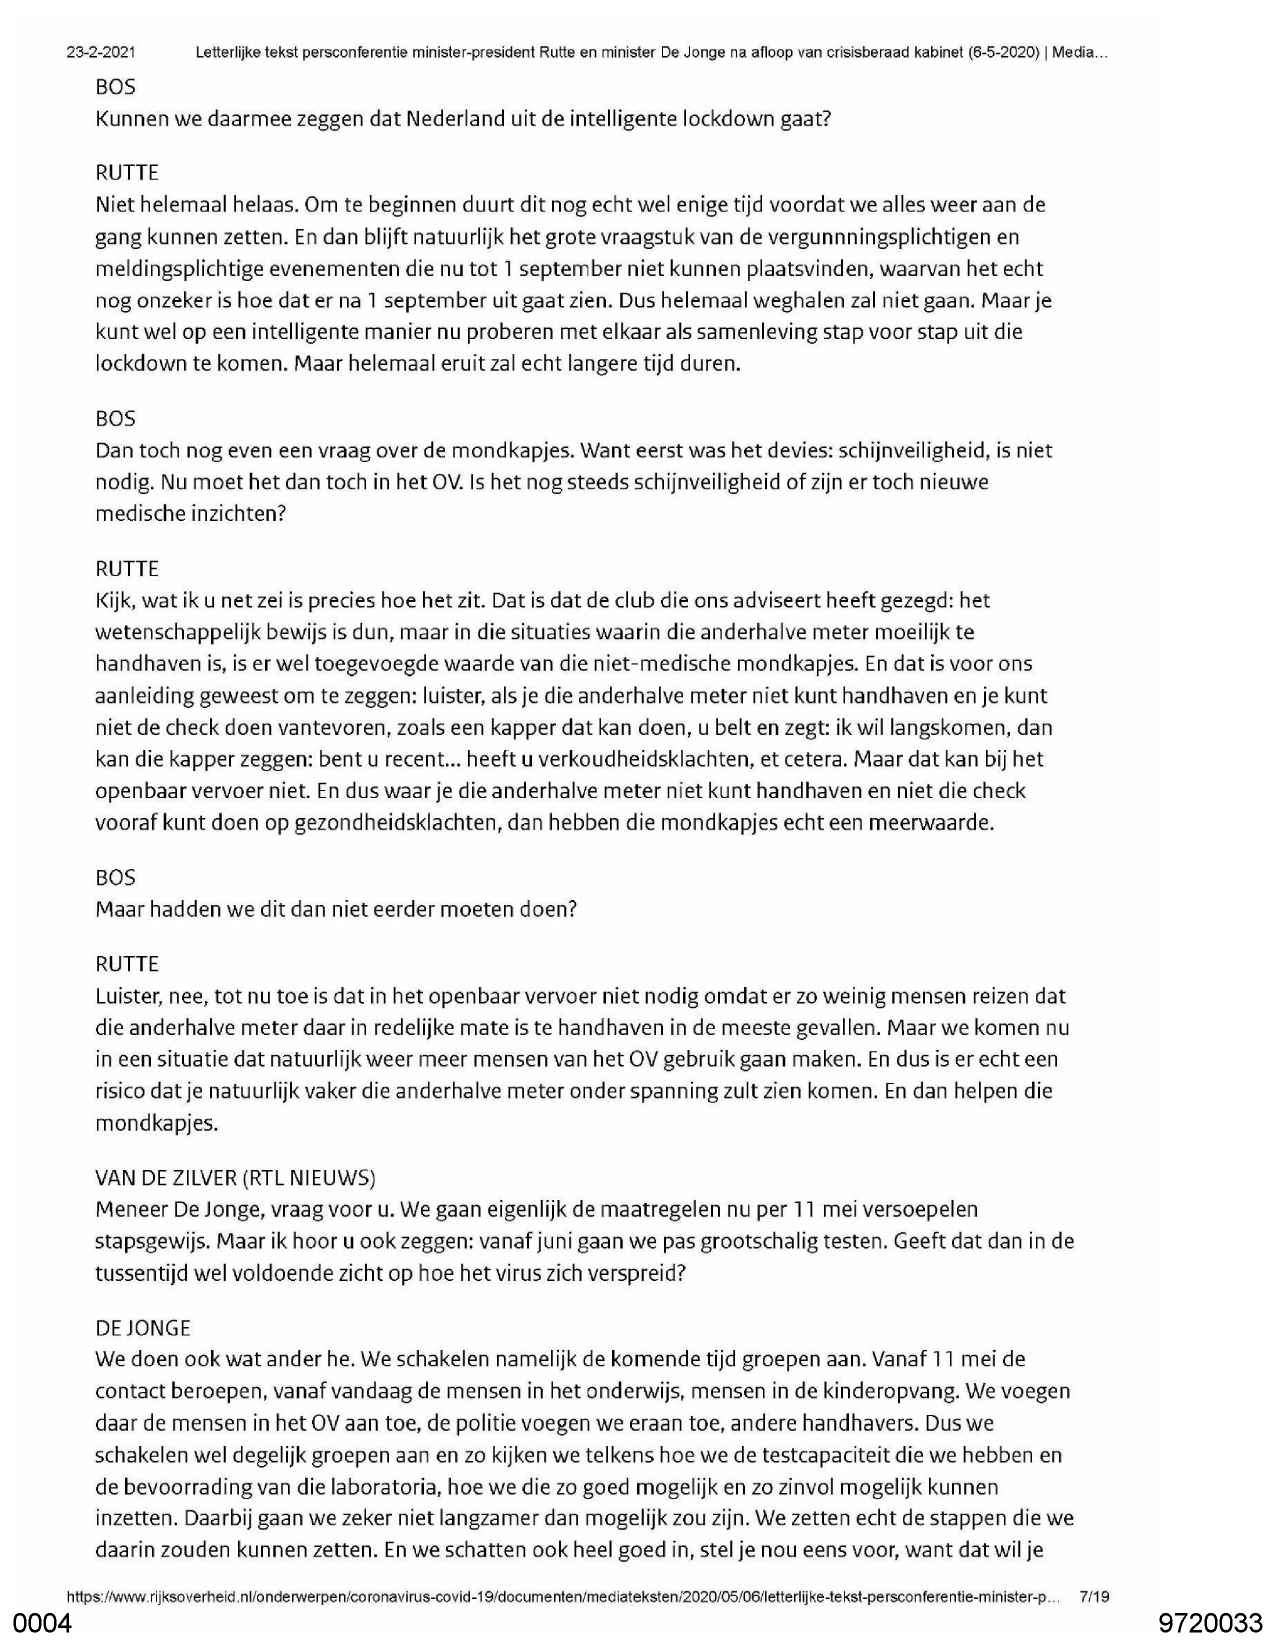 23-2-2021 Letterlijke tekst persconferentie minister-president Rutte en minister De Jonge na afloop van crisisberaad kabinet (6-5-2020) | Media...
BOS
Kunnen we daarmee zeggen dat Nederland uit de intelligente lockdown gaat?
RUTTE
Niet helemaal helaas. Om te beginnen duurt dit nog echt wel enige tijd voordat we alles weer aan de
gang kunnen zetten. En dan blijft natuurlijk het grote vraagstuk van de vergunnningsplichtigen en
meldingsplichtige evenementen die nu tot 1 september niet kunnen plaatsvinden, waarvan het echt
nog onzeker is hoe dat er na 1 september uit gaat zien. Dus helemaal weghalen zal niet gaan. Maar je
kunt wel op een intelligente manier nu proberen met elkaar als samenleving stap voor stap uit die
lockdown te komen. Maar helemaal eruit zal echt langere tijd duren.
BOS
Dan toch nog even een vraag over de mondkapjes. Want eerst was het devies: schijnveiligheid, is niet
nodig. Nu moet het dan toch in het OV. Is het nog steeds schijnveiligheid of zijn er toch nieuwe
medische inzichten?
RUTTE
Kijk, wat ik u net zei is precies hoe het zit. Dat is dat de club die ons adviseert heeft gezegd: het
wetenschappelijk bewijs is dun, maar in die situaties waarin die anderhalve meter moeilijk te
handhaven is, is er wel toegevoegde waarde van die niet-medische mondkapjes. En dat is voor ons
aanleiding geweest om te zeggen: luister, als je die anderhalve meter niet kunt handhaven en je kunt
niet de check doen vantevoren, zoals een kapper dat kan doen, u belt en zegt: ik wil langskomen, dan
kan die kapper zeggen: bent u recent... heeft u verkoudheidsklachten, et cetera. Maar dat kan bij het
openbaar vervoer niet. En dus waar je die anderhalve meter niet kunt handhaven en niet die check
vooraf kunt doen op gezondheidsklachten, dan hebben die mondkapjes echt een meerwaarde.
BOS
Maar hadden we dit dan niet eerder moeten doen?
RUTTE
Luister, nee, tot nu toe is dat in het openbaar vervoer niet nodig omdat er zo weinig mensen reizen dat
die anderhalve meter daar in redelijke mate is te handhaven in de meeste gevallen. Maar we komen nu
in een situatie dat natuurlijk weer meer mensen van het OV gebruik gaan maken. En dus is er echt een
risico dat je natuurlijk vaker die anderhalve meter onder spanning zult zien komen. En dan helpen die
mondkapjes.
VAN DE ZILVER (RTL NIEUWS)
Meneer De Jonge, vraag voor u. We gaan eigenlijk de maatregelen nu per 11 mei versoepelen
stapsgewijs. Maar ik hoor u ook zeggen: vanaf juni gaan we pas grootschalig testen. Geeft dat dan in de
tussentijd wel voldoende zicht op hoe het virus zich verspreid?
DE JONGE
We doen ook wat ander he. We schakelen namelijk de komende tijd groepen aan. Vanaf 11 mei de
contact beroepen, vanaf vandaag de mensen in het onderwijs, mensen in de kinderopvang. We voegen
daar de mensen in het OV aan toe, de politie voegen we eraan toe, andere handhavers. Dus we
schakelen wel degelijk groepen aan en zo kijken we telkens hoe we de testcapaciteit die we hebben en
de bevoorrading van die laboratoria, hoe we die zo goed mogelijk en zo zinvol mogelijk kunnen
inzetten. Daarbij gaan we zeker niet langzamer dan mogelijk zou zijn. We zetten echt de stappen die we
daarin zouden kunnen zetten. En we schatten ook heel goed in, stel je nou eens voor, want dat wil je
https://www.rijksoverheid.nl/onderwerpen/coronavirus-covid-19/documenten/mediateksten/2020/05/06/letterlijke-tekst-persconferentie-minister-p... 7/19
0004 9720033